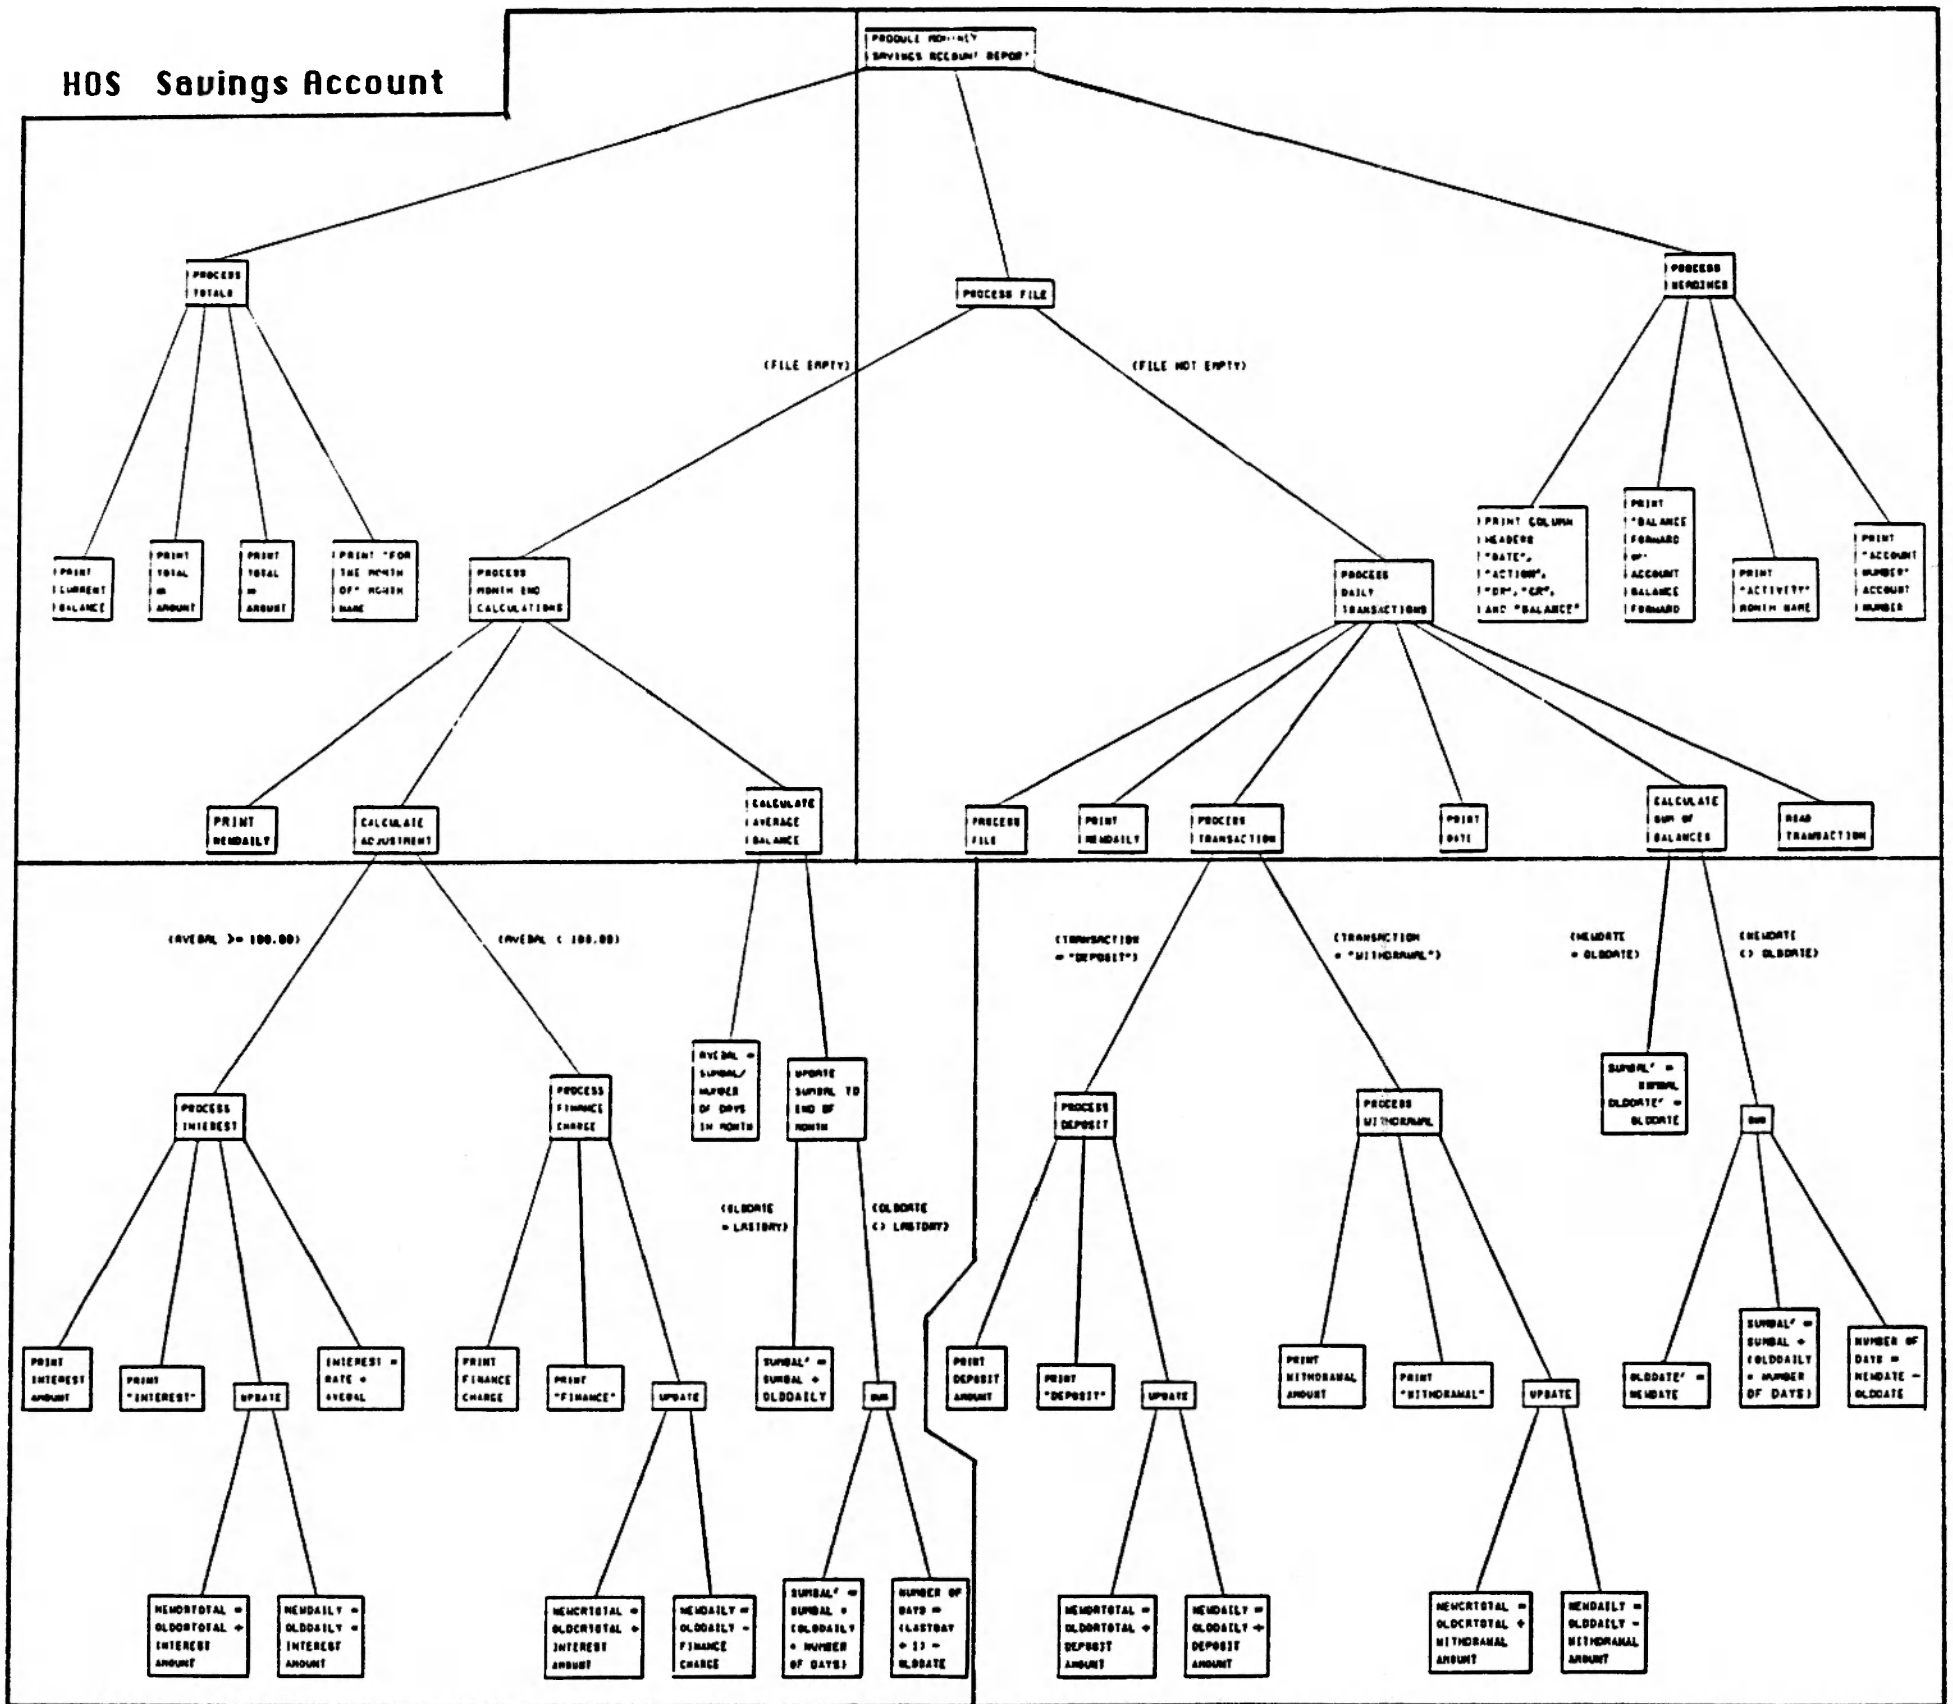 HOS Savings Account
SAVINGS ACCOUNT REPORT
PROCESS
TOTALS
PROCESS FILE
PROCESS
HEADINGS
(FILE EMPTY)
(FILE NOT EMPTY)
PRINT
CURRENT
BALANCE
PRINT
TOTAL
AMOUNT
PRINT
TOTAL
AMOUNT
PRINT "FOR
THE MONTH
OF" MONTH
NAME
PROCESS
MONTH END
CALCULATIONS
PROCESS
DAILY
TRANSACTIONS
PRINT COLUMN
HEADERS
"DATE",
"ACTION",
"DR", "CR",
AND "BALANCE"
PRINT
"BALANCE
FORWARD
ACCOUNT
BALANCE
FORWARD
PRINT
"ACTIVITY"
MONTH NAME
PRINT
"ACCOUNT
NUMBER"
ACCOUNT
NUMBER
PRINT
NEWDAILY
CALCULATE
ADJUSTMENT
CALCULATE
AVERAGE
BALANCE
PROCESS
FILE
PRINT
NEWDAILY
PROCESS
TRANSACTION
PRINT
DATE
CALCULATE
SUM OF
BALANCES
READ
TRANSACTION
(AVEBAL >= 100.00)
(AVEBAL < 100.00)
(TRANSACTION
= "DEPOSIT")
(TRANSACTION
= "WITHDRAWAL")
(NEWDATE
= OLDDATE)
(NEWDATE
<> OLDDATE)
PROCESS
INTEREST
PROCESS
FINANCE
CHARGE
AVEBAL =
SUMBAL/
NUMBER
OF DAYS
IN MONTH
UPDATE
SUMBAL TO
END OF
MONTH
PROCESS
DEPOSIT
PROCESS
WITHDRAWAL
SUMBAL' =
SUMBAL
OLDDATE' =
OLDDATE
(OLDDATE
= LASTDAY)
(OLDDATE
<> LASTDAY)
PRINT
INTEREST
AMOUNT
PRINT
"INTEREST"
UPDATE
INTEREST =
RATE *
AVEBAL
PRINT
FINANCE
CHARGE
PRINT
"FINANCE"
UPDATE
SUMBAL' =
SUMBAL +
OLDDAILY
PRINT
DEPOSIT
AMOUNT
PRINT
"DEPOSIT"
UPDATE
PRINT
WITHDRAWAL
AMOUNT
PRINT
"WITHDRAWAL"
UPDATE
OLDDATE' =
NEWDATE
SUMBAL' =
SUMBAL +
(OLDDAILY
* NUMBER
OF DAYS)
NUMBER OF
DAYS =
NEWDATE -
OLDDATE
NEWDRTOTAL =
OLDDRTOTAL +
INTEREST
AMOUNT
NEWDAILY =
OLDDAILY +
INTEREST
AMOUNT
NEWCRTOTAL =
OLDCRTOTAL +
INTEREST
AMOUNT
NEWDAILY =
OLDDAILY -
FINANCE
CHARGE
SUMBAL' =
SUMBAL +
(OLDDAILY
* NUMBER
OF DAYS)
NUMBER OF
DAYS =
(LASTDAY
+ 1) -
OLDDATE
NEWDRTOTAL =
OLDDRTOTAL +
DEPOSIT
AMOUNT
NEWDAILY =
OLDDAILY +
DEPOSIT
AMOUNT
NEWCRTOTAL =
OLDCRTOTAL +
WITHDRAWAL
AMOUNT
NEWDAILY =
OLDDAILY -
WITHDRAWAL
AMOUNT